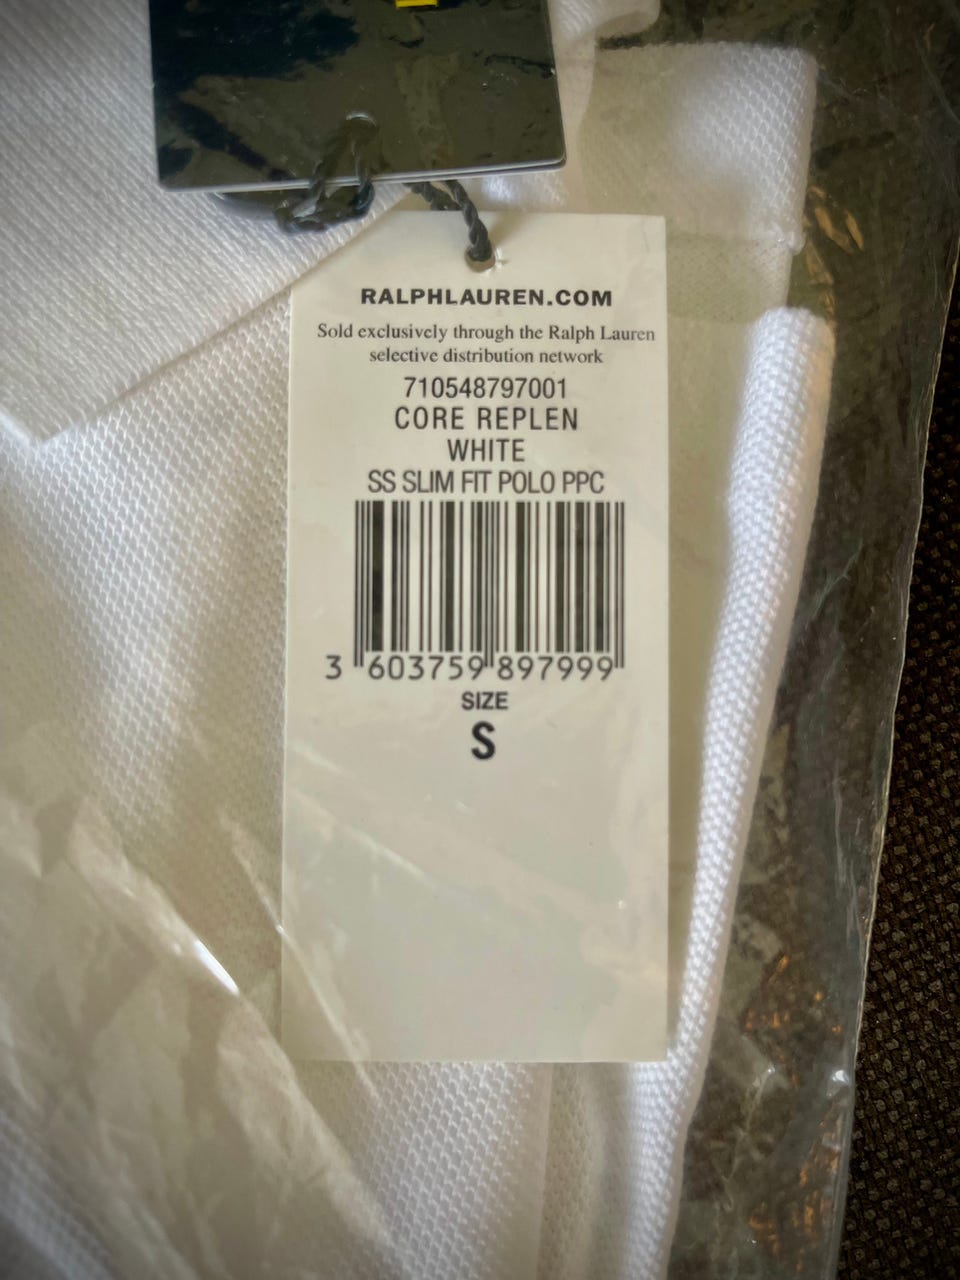 RALPHLAUREN.COM
Sold exclusively through the Ralph Lauren
selective distribution network
710548797001
CORE REPLEN
WHITE
SS SLIM FIT POLO PPC
3 603759 897999
SIZE
S